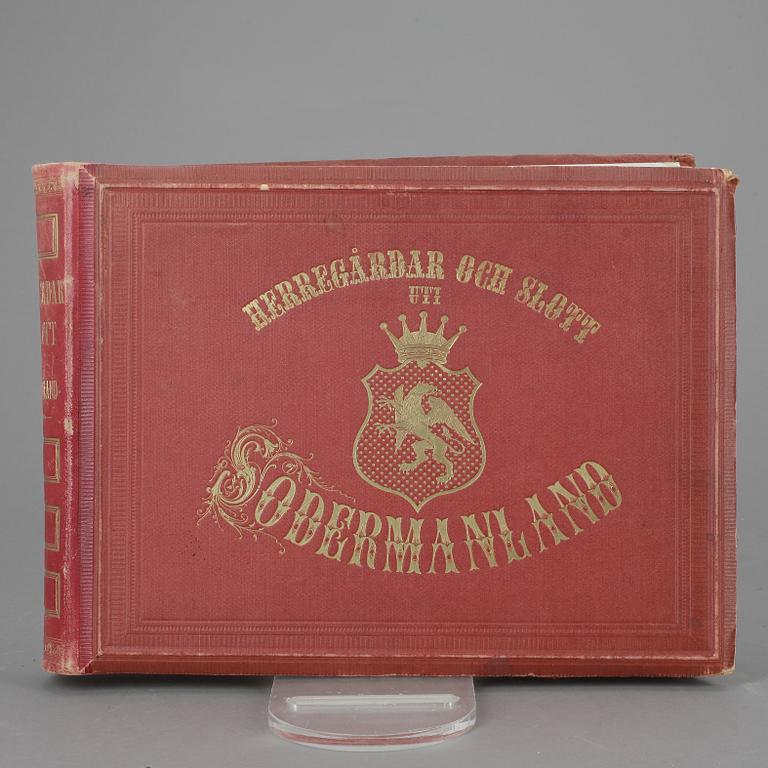 HERREGÅRDAR OCH SLOTT
UTI
SÖDERMANLAND